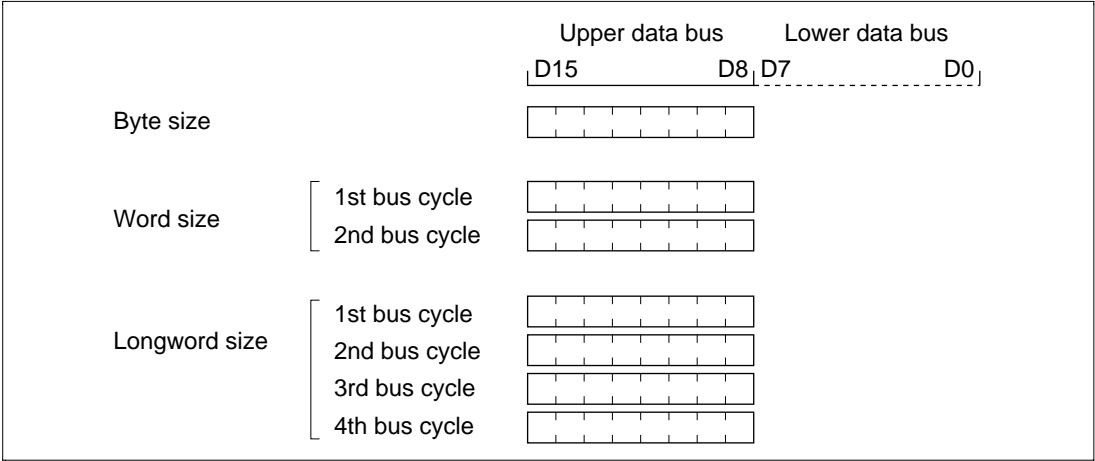 Upper data bus Lower data bus
D15 D8 D7 D0
Byte size
Word size
1st bus cycle
2nd bus cycle
Longword size
1st bus cycle
2nd bus cycle
3rd bus cycle
4th bus cycle